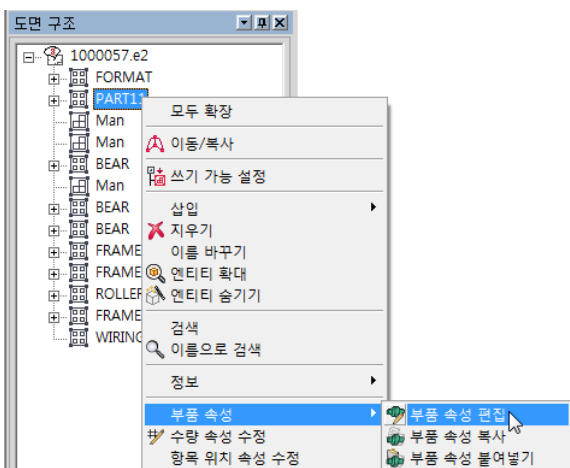 도면 구조
1000057.e2
FORMAT
PART11
Man
Man
BEAR
Man
BEAR
BEAR
FRAME
FRAME
ROLLER
FRAME
WIRING
모두 확장
이동/복사
쓰기 가능 설정
삽입
지우기
이름 바꾸기
엔티티 확대
엔티티 숨기기
검색
이름으로 검색
정보
부품 속성
수량 속성 수정
항목 위치 속성 수정
부품 속성 편집
부품 속성 복사
부품 속성 붙여넣기